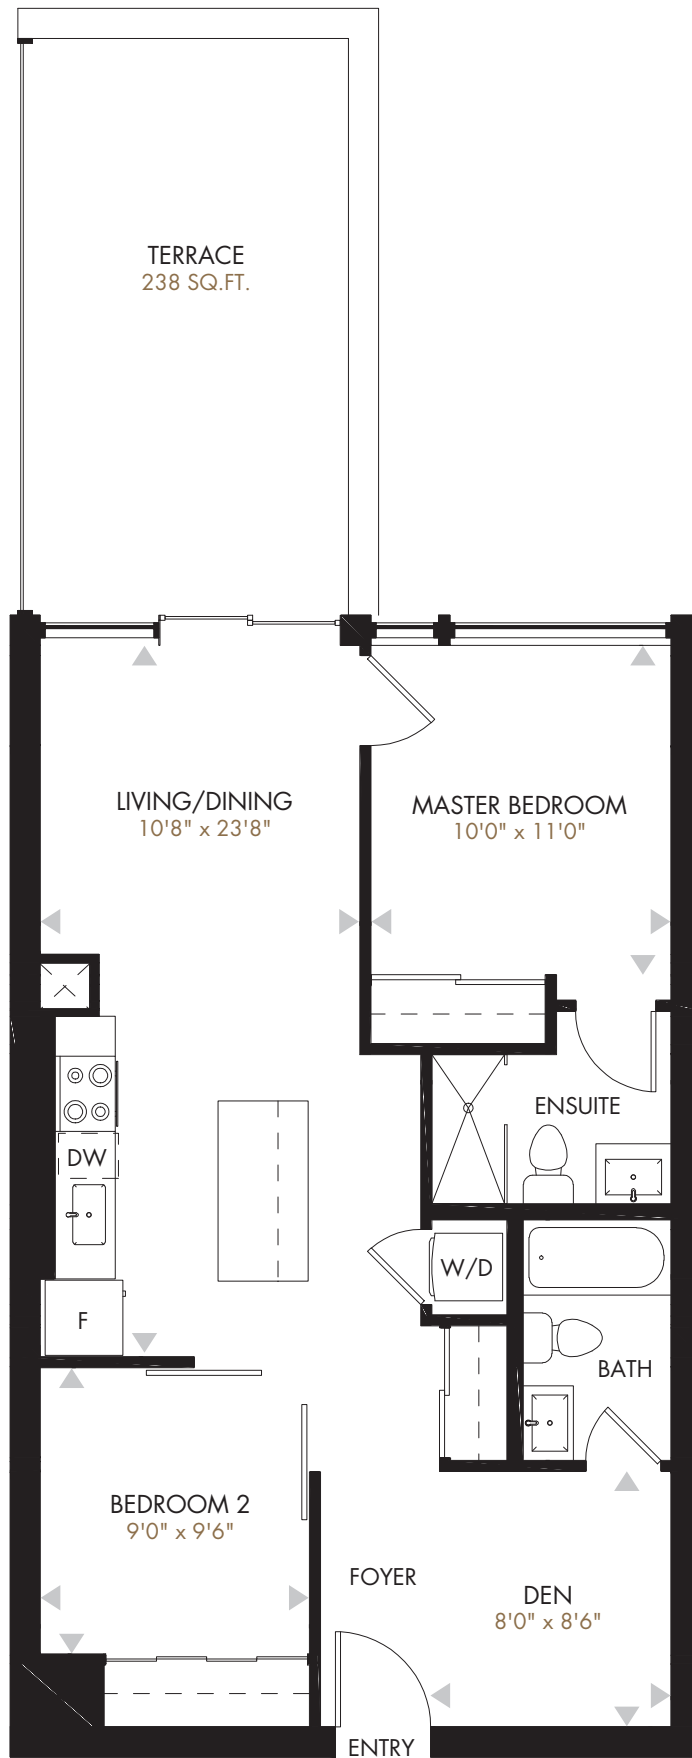 TERRACE
238 SQ.FT.
LIVING/DINING
10'8" x 23'8"
MASTER BEDROOM
10'0" x 11'0"
ENSUITE
DW
W/D
F
BATH
BEDROOM 2
9'0" x 9'6"
FOYER
DEN
8'0" x 8'6"
ENTRY